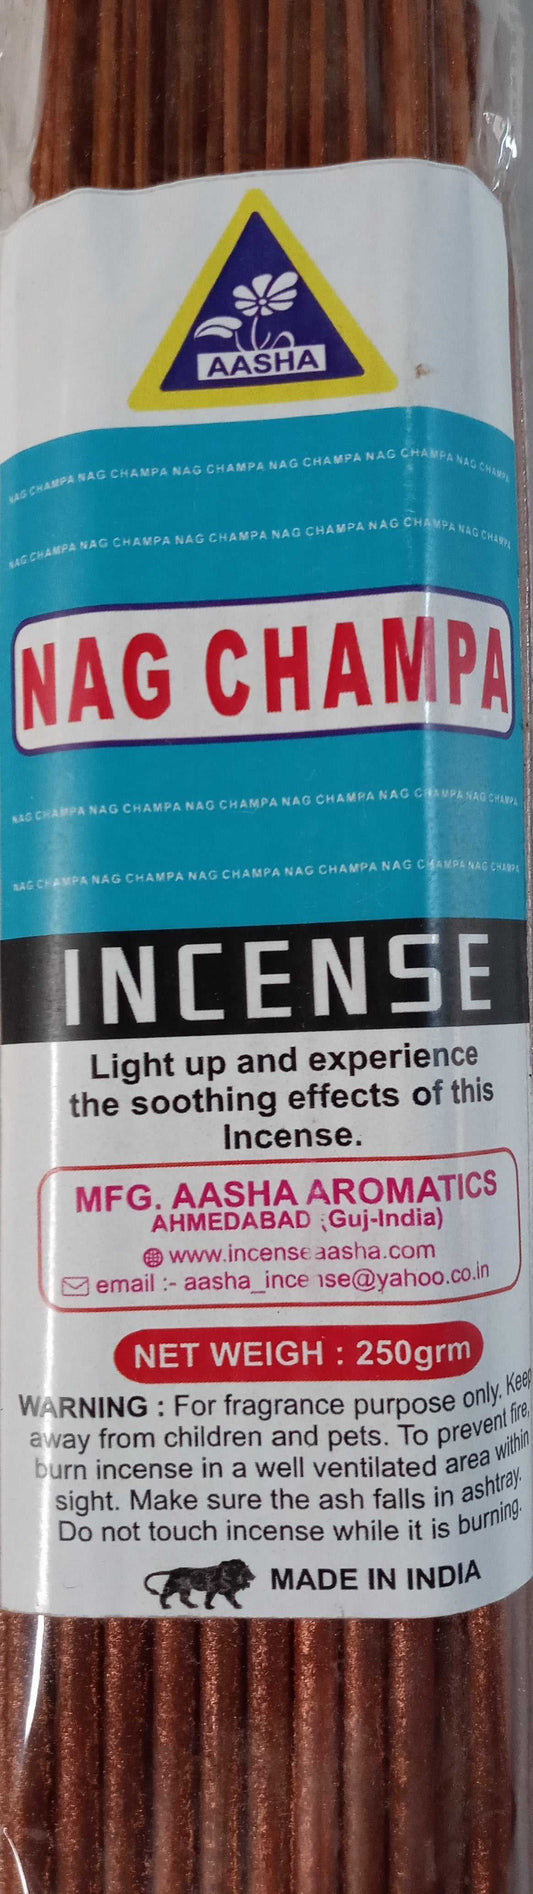 AASHA
NAG CHAMPA NAG CHAMPA NAG CHAMPA NAG CHAMPA NAG CHAMPA NAG CHAMPA
NAG CHAMPA NAG CHAMPA NAG CHAMPA NAG CHAMPA NAG CHAMPA NAG CHAMPA
NAG CHAMPA
NAG CHAMPA NAG CHAMPA NAG CHAMPA NAG CHAMPA NAG CHAMPA NAG CHAMPA
NAG CHAMPA NAG CHAMPA NAG CHAMPA NAG CHAMPA NAG CHAMPA NAG CHAMPA
INCENSE
Light up and experience
the soothing effects of this
Incense.
MFG. AASHA AROMATICS
AHMEDABAD (Guj-India)
www.incenseaasha.com
email :- aasha_incense@yahoo.co.in
NET WEIGH : 250grm
WARNING : For fragrance purpose only. Keep
away from children and pets. To prevent fire,
burn incense in a well ventilated area within
sight. Make sure the ash falls in ashtray.
Do not touch incense while it is burning.
MADE IN INDIA